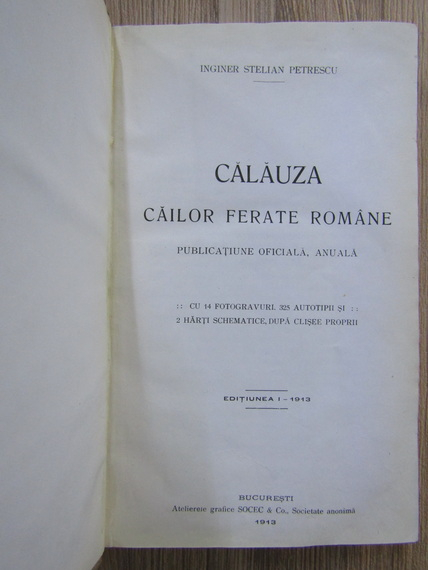 INGINER STELIAN PETRESCU
CĂLĂUZA
CĂILOR FERATE ROMÂNE
PUBLICAȚIUNE OFICIALĂ, ANUALĂ
:: CU 14 FOTOGRAVURI. 325 AUTOTIPII ȘI ::
2 HĂRȚI SCHEMATICE, DUPĂ CLIȘEE PROPRII
EDIȚIUNEA I – 1913
BUCUREȘTI
Atelierele grafice SOCEC & Co., Societate anonimă
1913